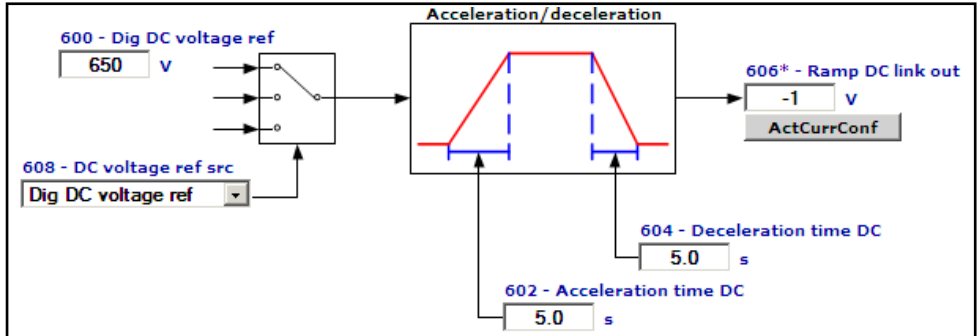 Acceleration/deceleration
600 - Dig DC voltage ref
650 V
606* - Ramp DC link out
-1 V
ActCurrConf
608 - DC voltage ref src
Dig DC voltage ref
604 - Deceleration time DC
5.0 s
602 - Acceleration time DC
5.0 s